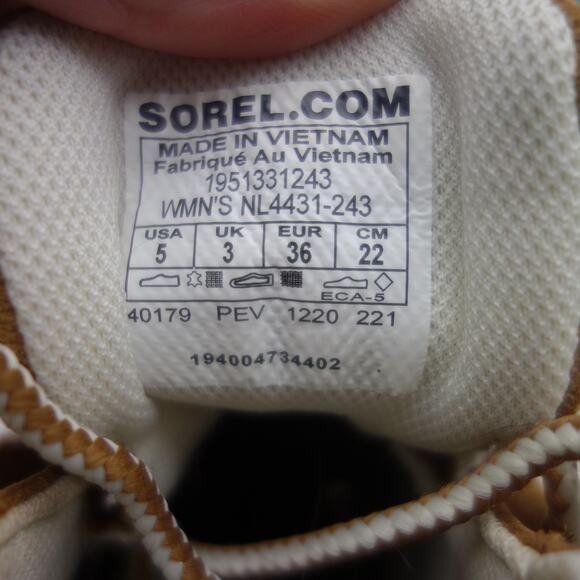 SOREL.COM
MADE IN VIETNAM
Fabriqué Au Vietnam
1951331243
WMN'S NL4431-243
USA UK EUR CM
5 3 36 22
ECA-5
40179 PEV 1220 221
194004734402